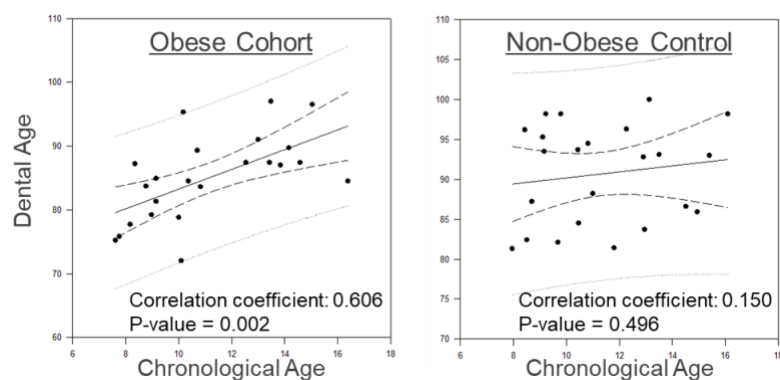 Obese Cohort
Dental Age
110
100
90
80
70
60
Correlation coefficient: 0.606
P-value = 0.002
6 8 10 12 14 16 18
Chronological Age
Non-Obese Control
110
105
100
95
90
85
80
75
70
Correlation coefficient: 0.150
P-value = 0.496
6 8 10 12 14 16 18
Chronological Age